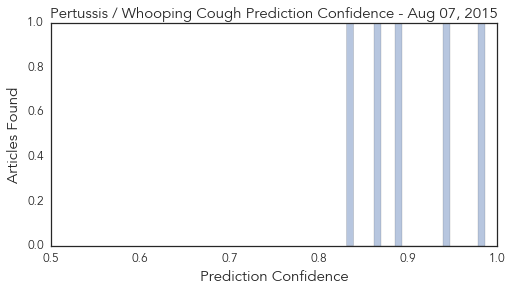 Pertussis / Whooping Cough Prediction Confidence - Aug 07, 2015
1.0
0.8
0.6
0.4
0.2
0.0
Articles Found
0.5 0.6 0.7 0.8 0.9 1.0
Prediction Confidence